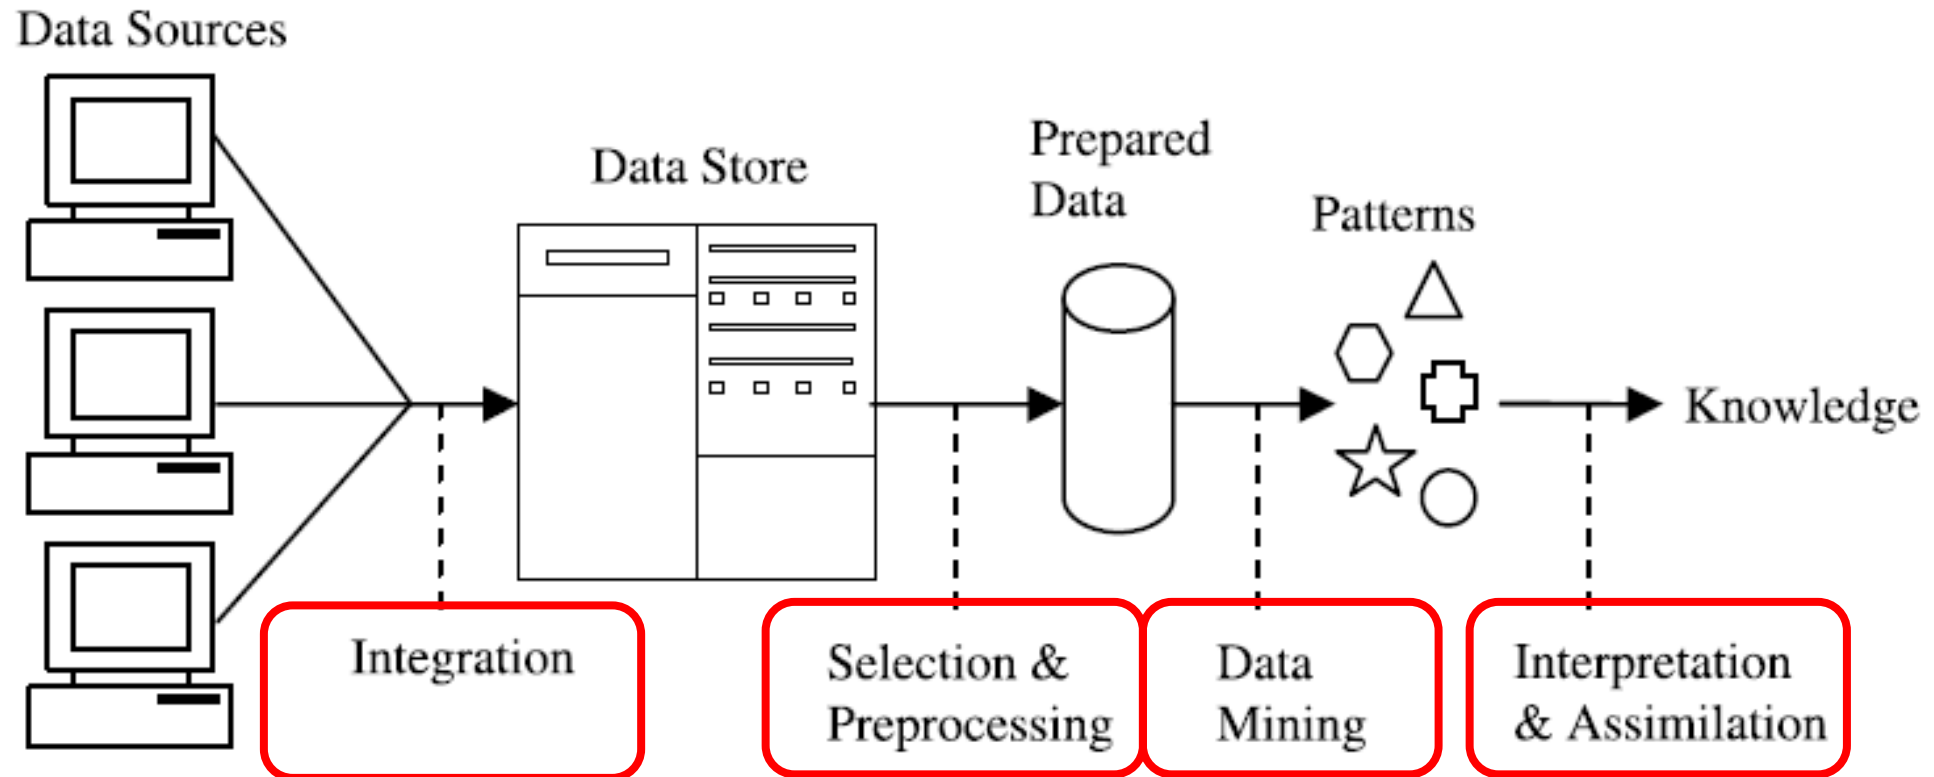 Data Sources
Data Store
Prepared
Data
Patterns
Knowledge
Integration
Selection &
Preprocessing
Data
Mining
Interpretation
& Assimilation